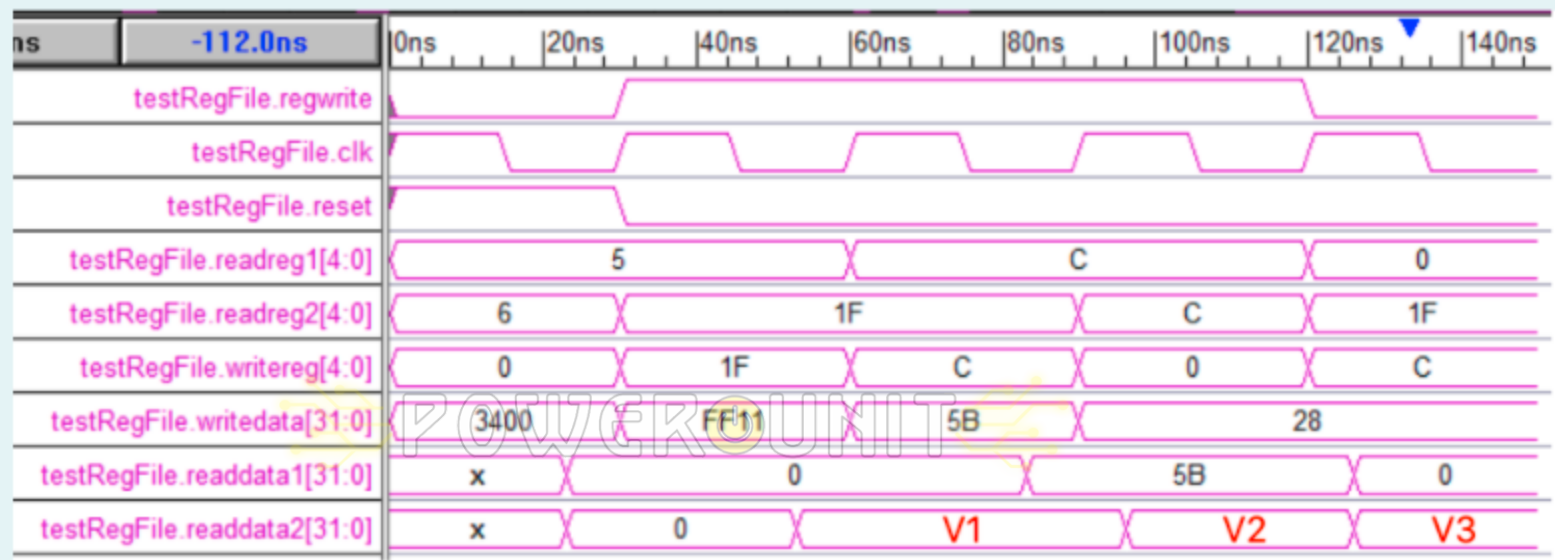 ns -112.0ns 0ns 20ns 40ns 60ns 80ns 100ns 120ns 140ns
testRegFile.regwrite
testRegFile.clk
testRegFile.reset
testRegFile.readreg1[4:0] 5 C 0
testRegFile.readreg2[4:0] 6 1F C 1F
testRegFile.writereg[4:0] 0 1F C 0 C
testRegFile.writedata[31:0] 3400 FF11 5B 28
POWER UNIT
testRegFile.readdata1[31:0] x 0 5B 0
testRegFile.readdata2[31:0] x 0 V1 V2 V3